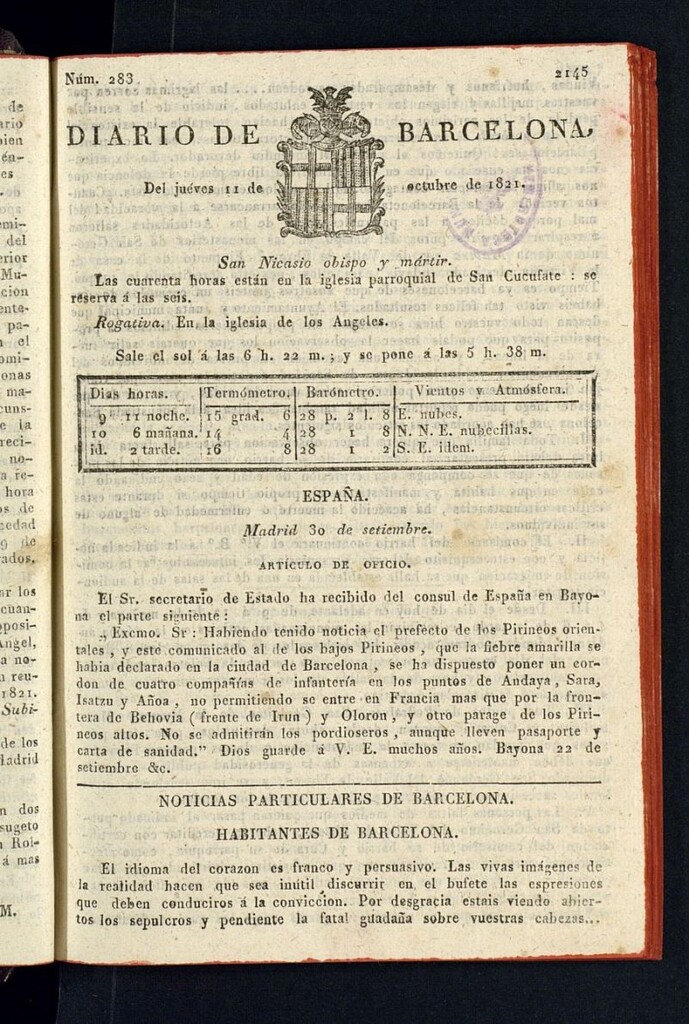 Núm. 283
2145
DIARIO DE BARCELONA,
Del juéves 11 de octubre de 1821.
San Nicasio obispo y mártir.
Las cuarenta horas están en la iglesia parroquial de San Cucufate : se
reserva á las seis.
Rogativa. En la iglesia de los Angeles.
Sale el sol á las 6 h. 22 m. ; y se pone á las 5 h. 38 m.
Dias horas. Termómetro. Barómetro. Vientos y Atmósfera.
9 11 noche. 15 grad. 6 28 p. 2 l. 8 E. nubes.
10 6 mañana. 14 4 28 1 8 N. N. E. nubecillas.
id. 2 tarde. 16 8 28 1 2 S. E. idem.
ESPAÑA.
Madrid 30 de setiembre.
ARTÍCULO DE OFICIO.
El Sr. secretario de Estado ha recibido del consul de España en Bayo-
na el parte siguiente :
„ Excmo. Sr : Habiendo tenido noticia el prefecto de los Pirineos orien-
tales , y este comunicado al de los bajos Pirineos , que la fiebre amarilla se
habia declarado en la ciudad de Barcelona , se ha dispuesto poner un cor-
don de cuatro compañías de infantería en los puntos de Andaya , Sara,
Isatzu y Añoa , no permitiendo se entre en Francia mas que por la fron-
tera de Behovia ( frente de Irun ) y Oloron , y otro parage de los Piri-
neos altos. No se admitirán los pordioseros , aunque lleven pasaporte y
carta de sanidad.” Dios guarde á V. E. muchos años. Bayona 22 de
setiembre &c.
NOTICIAS PARTICULARES DE BARCELONA.
HABITANTES DE BARCELONA.
El idioma del corazon es franco y persuasivo. Las vivas imágenes de
la realidad hacen que sea inútil discurrir en el bufete las espresiones
que deben conduciros á la conviccion. Por desgracia estais viendo abier-
tos los sepulcros y pendiente la fatal guadaña sobre vuestras cabezas...